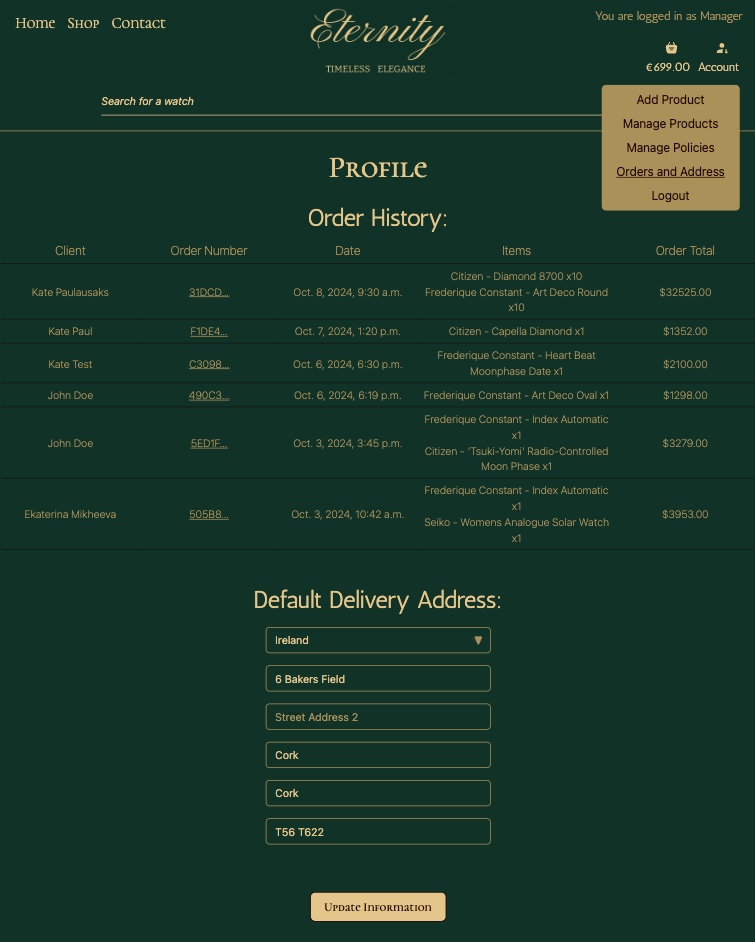 Home Shop Contact
Eternity
TIMELESS ELEGANCE
You are logged in as Manager
€699.00 Account
Search for a watch
Add Product
Manage Products
Manage Policies
Orders and Address
Logout
Profile
Order History:
Client Order Number Date Items Order Total
Kate Paulausaks 31DCD... Oct. 8, 2024, 9:30 a.m. Citizen - Diamond 8700 x10
Frederique Constant - Art Deco Round
x10 $32525.00
Kate Paul F1DE4... Oct. 7, 2024, 1:20 p.m. Citizen - Capella Diamond x1 $1352.00
Kate Test C3098... Oct. 6, 2024, 6:30 p.m. Frederique Constant - Heart Beat
Moonphase Date x1 $2100.00
John Doe 490C3... Oct. 6, 2024, 6:19 p.m. Frederique Constant - Art Deco Oval x1 $1298.00
John Doe 5ED1F... Oct. 3, 2024, 3:45 p.m. Frederique Constant - Index Automatic
x1
Citizen - 'Tsuki-Yomi' Radio-Controlled
Moon Phase x1 $3279.00
Ekaterina Mikheeva 505B8... Oct. 3, 2024, 10:42 a.m. Frederique Constant - Index Automatic
x1
Seiko - Womens Analogue Solar Watch
x1 $3953.00
Default Delivery Address:
Ireland
6 Bakers Field
Street Address 2
Cork
Cork
T56 T622
Update Information